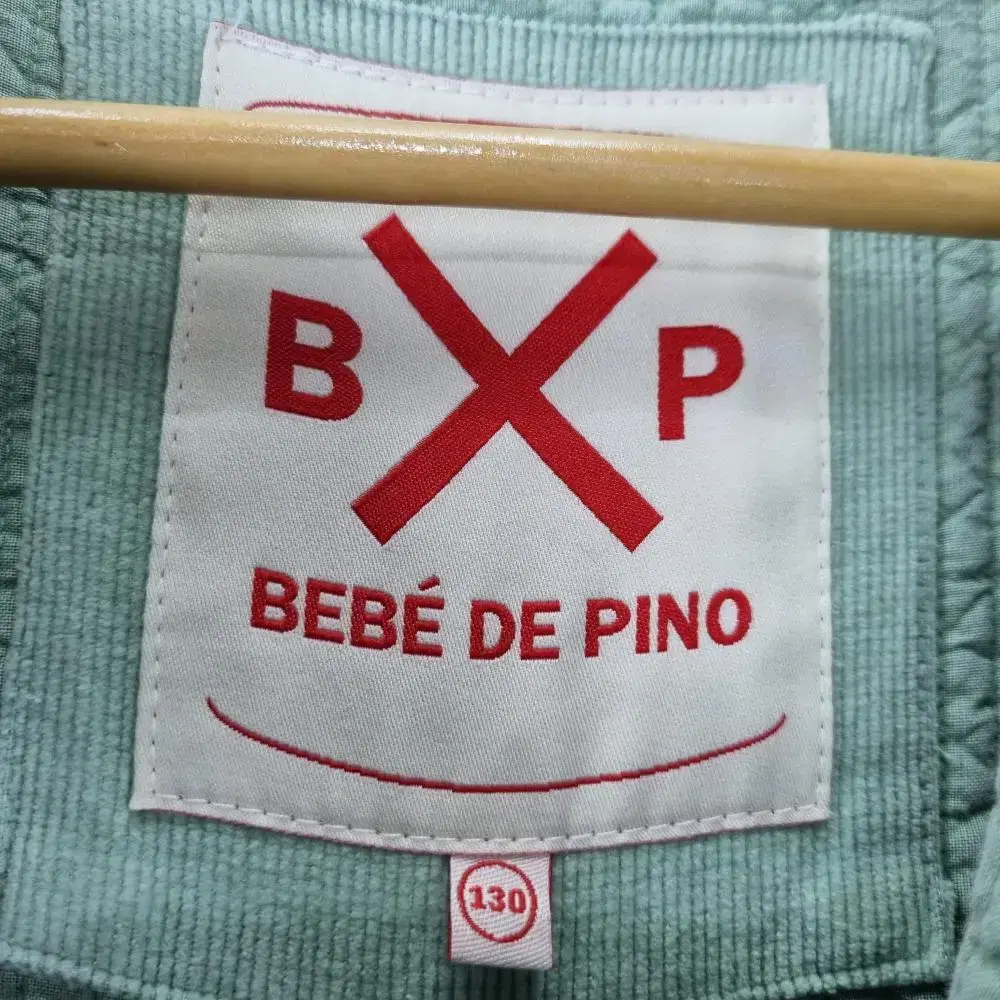 B X P
BEBÉ DE PINO
130